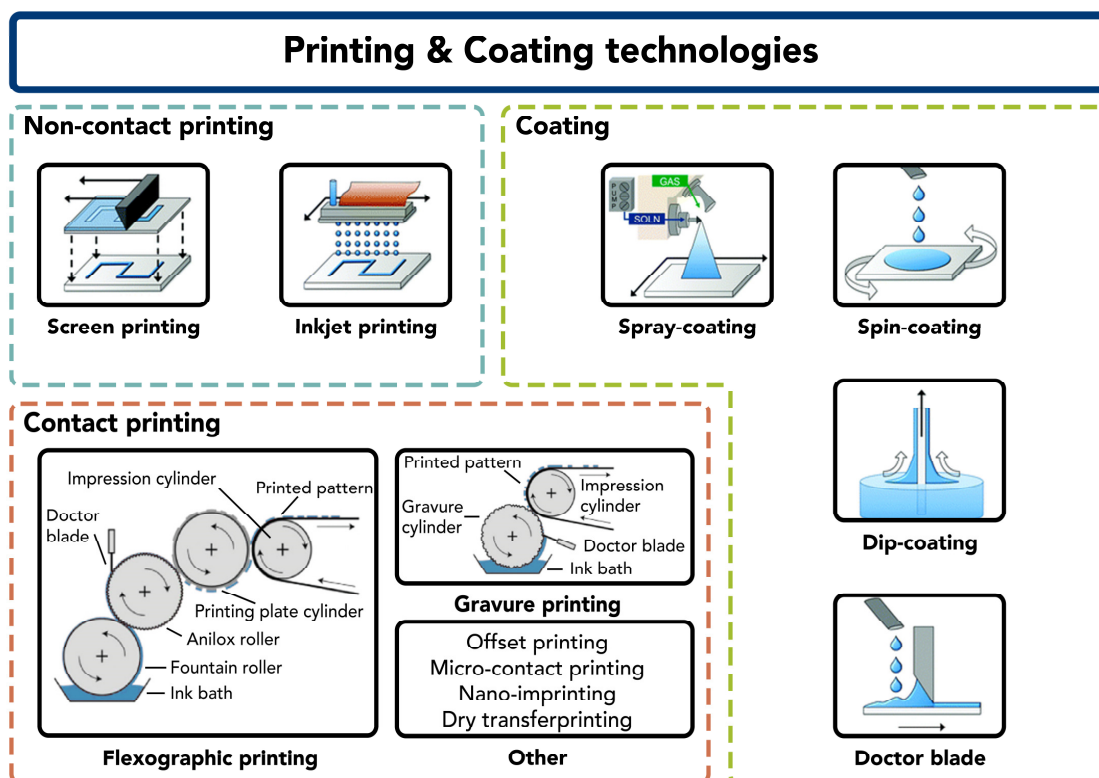 Printing & Coating technologies
Non-contact printing
Screen printing
Inkjet printing
Coating
PUMP
GAS
SOLN
Spray-coating
Spin-coating
Dip-coating
Doctor blade
Contact printing
Impression cylinder
Printed pattern
Doctor
blade
Printing plate cylinder
Anilox roller
Fountain roller
Ink bath
Flexographic printing
Printed pattern
Impression
cylinder
Gravure
cylinder
Doctor blade
Ink bath
Gravure printing
Offset printing
Micro-contact printing
Nano-imprinting
Dry transferprinting
Other